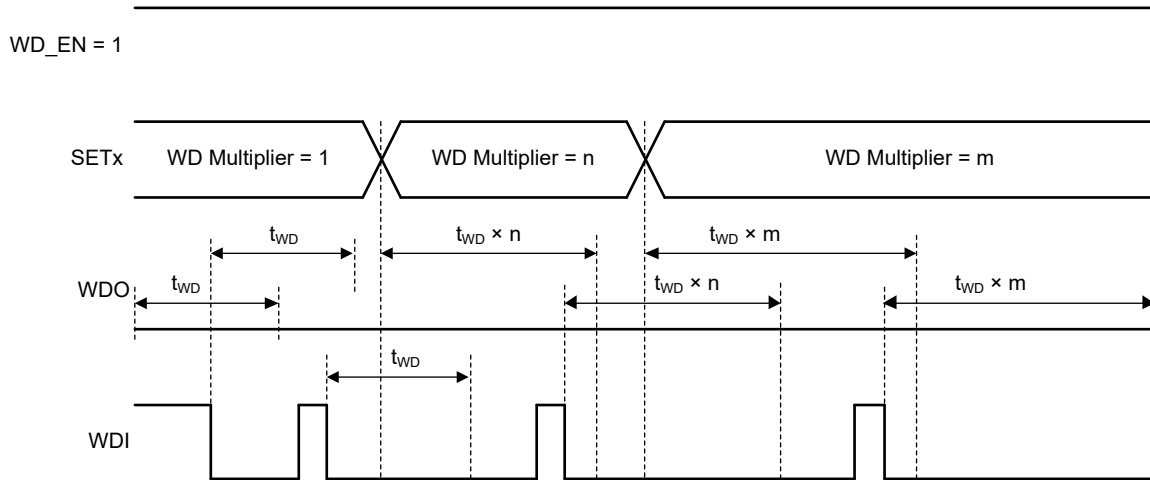 WD_EN = 1
SETx
WD Multiplier = 1
WD Multiplier = n
WD Multiplier = m
tWD
tWD × n
tWD × m
WDO
tWD
tWD × n
tWD × m
tWD
WDI